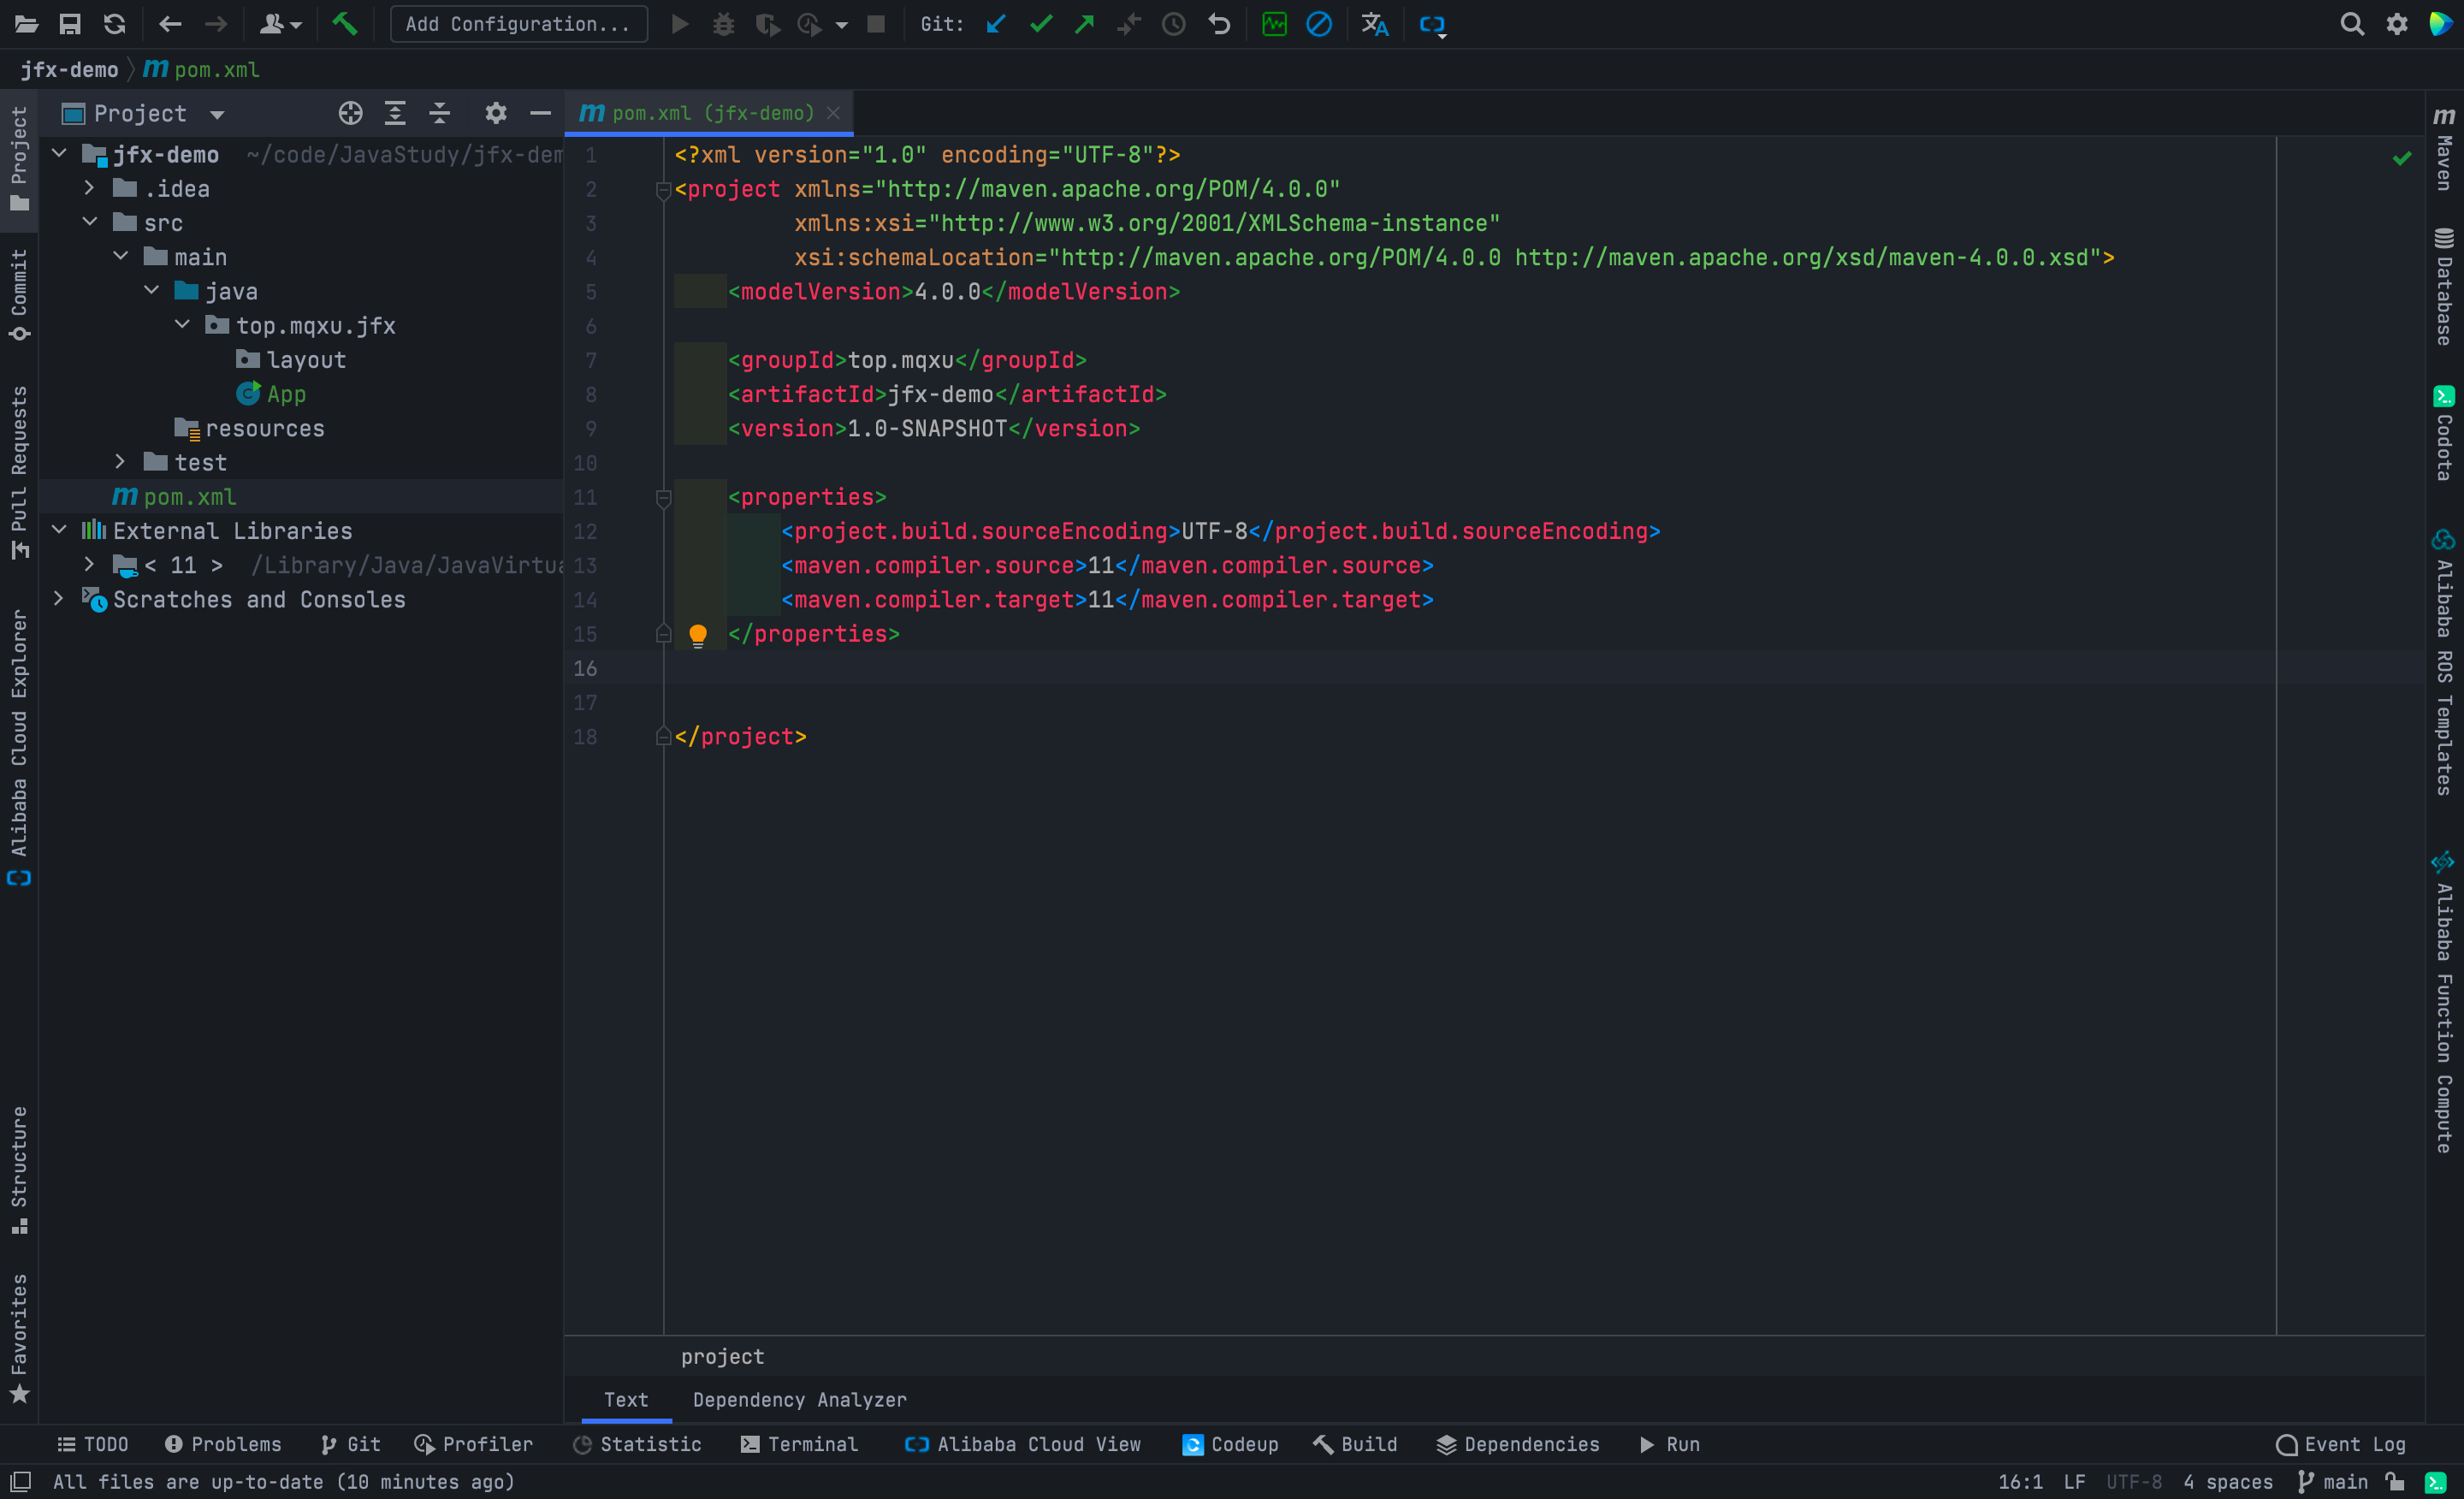 Add Configuration...
Git:
jfx-demo
pom.xml
Project
pom.xml (jfx-demo)
jfx-demo ~/code/JavaStudy/jfx-dem
.idea
src
main
java
top.mqxu.jfx
layout
App
resources
test
pom.xml
External Libraries
< 11 > /Library/Java/JavaVirtua
Scratches and Consoles
1 <?xml version="1.0" encoding="UTF-8"?>
2 <project xmlns="http://maven.apache.org/POM/4.0.0"
3 xmlns:xsi="http://www.w3.org/2001/XMLSchema-instance"
4 xsi:schemaLocation="http://maven.apache.org/POM/4.0.0 http://maven.apache.org/xsd/maven-4.0.0.xsd">
5 <modelVersion>4.0.0</modelVersion>
6
7 <groupId>top.mqxu</groupId>
8 <artifactId>jfx-demo</artifactId>
9 <version>1.0-SNAPSHOT</version>
10
11 <properties>
12 <project.build.sourceEncoding>UTF-8</project.build.sourceEncoding>
13 <maven.compiler.source>11</maven.compiler.source>
14 <maven.compiler.target>11</maven.compiler.target>
15 </properties>
16
17
18 </project>
project
Text Dependency Analyzer
Project
Commit
Pull Requests
Alibaba Cloud Explorer
Structure
Favorites
Maven
Database
Codota
Alibaba ROS Templates
Alibaba Function Compute
TODO Problems Git Profiler Statistic Terminal Alibaba Cloud View Codeup Build Dependencies Run Event Log
All files are up-to-date (10 minutes ago) 16:1 LF UTF-8 4 spaces main